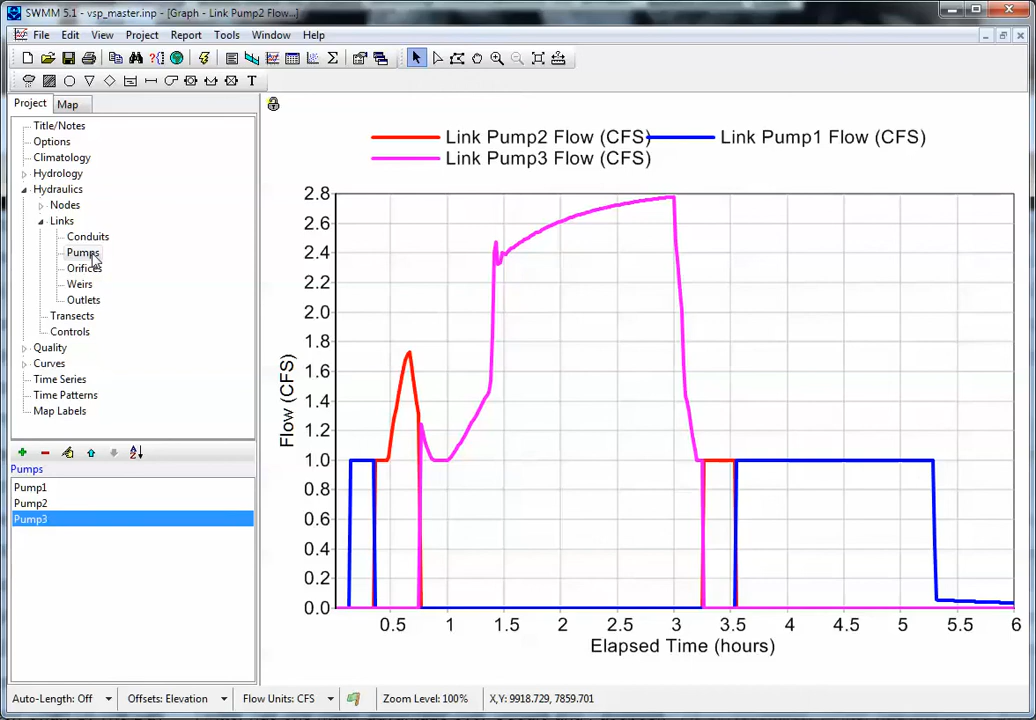 SWMM 5.1 - vsp_master.inp - [Graph - Link Pump2 Flow...]
File Edit View Project Report Tools Window Help
Project Map
Title/Notes
Options
Climatology
Hydrology
Hydraulics
Nodes
Links
Conduits
Pumps
Orifices
Weirs
Outlets
Transects
Controls
Quality
Curves
Time Series
Time Patterns
Map Labels
Pumps
Pump1
Pump2
Pump3
Link Pump2 Flow (CFS) Link Pump1 Flow (CFS)
Link Pump3 Flow (CFS)
2.8
2.6
2.4
2.2
2.0
1.8
1.6
1.4
1.2
1.0
0.8
0.6
0.4
0.2
0.0
Flow (CFS)
0.5 1 1.5 2 2.5 3 3.5 4 4.5 5 5.5 6
Elapsed Time (hours)
Auto-Length: Off Offsets: Elevation Flow Units: CFS Zoom Level: 100% X,Y: 9918.729, 7859.701